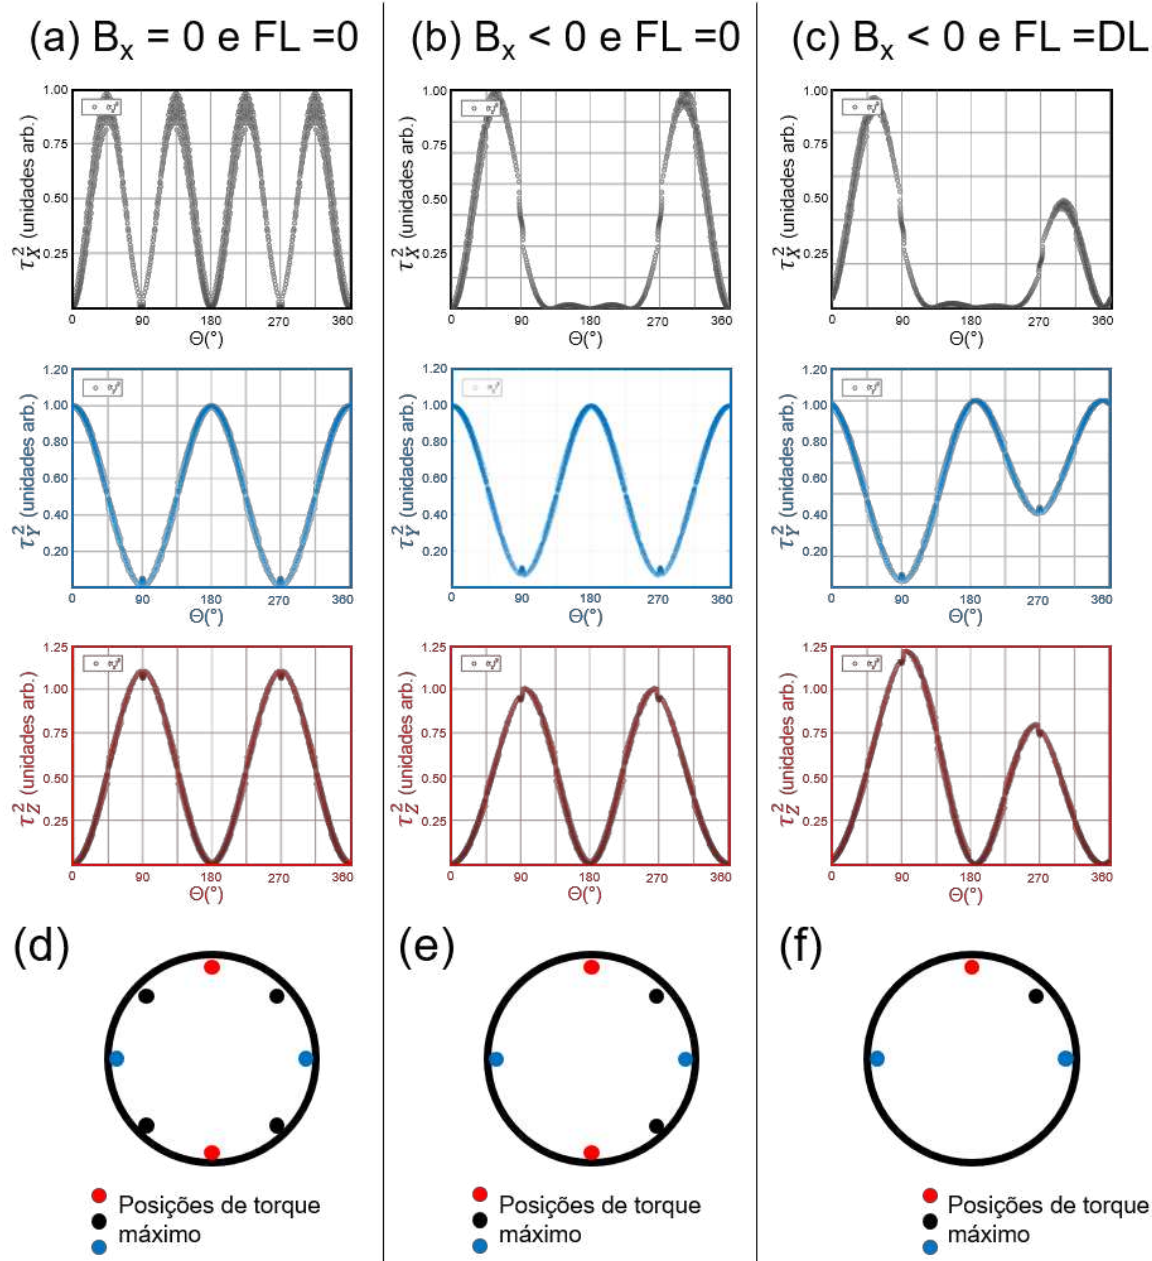 (a) Bₓ = 0 e FL =0
(b) Bₓ < 0 e FL =0
(c) Bₓ < 0 e FL =DL
τ²X (unidades arb.)
1.00
0.75
0.50
0.25
0 90 180 270 360
Θ(°)
τ²X (unidades arb.)
1.00
0.75
0.50
0.25
0 90 180 270 360
Θ(°)
τ²X (unidades arb.)
1.00
0.75
0.50
0.25
0 90 180 270 360
Θ(°)
τ²Y (unidades arb.)
1.20
1.00
0.80
0.60
0.40
0.20
0 90 180 270 360
Θ(°)
τ²Y (unidades arb.)
1.20
1.00
0.80
0.60
0.40
0.20
0 90 180 270 360
Θ(°)
τ²Y (unidades arb.)
1.20
1.00
0.80
0.60
0.40
0.20
0 90 180 270 360
Θ(°)
τ²Z (unidades arb.)
1.25
1.00
0.75
0.50
0.25
0 90 180 270 360
Θ(°)
τ²Z (unidades arb.)
1.25
1.00
0.75
0.50
0.25
0 90 180 270 360
Θ(°)
τ²Z (unidades arb.)
1.25
1.00
0.75
0.50
0.25
0 90 180 270 360
Θ(°)
(d)
(e)
(f)
Posições de torque
máximo
Posições de torque
máximo
Posições de torque
máximo